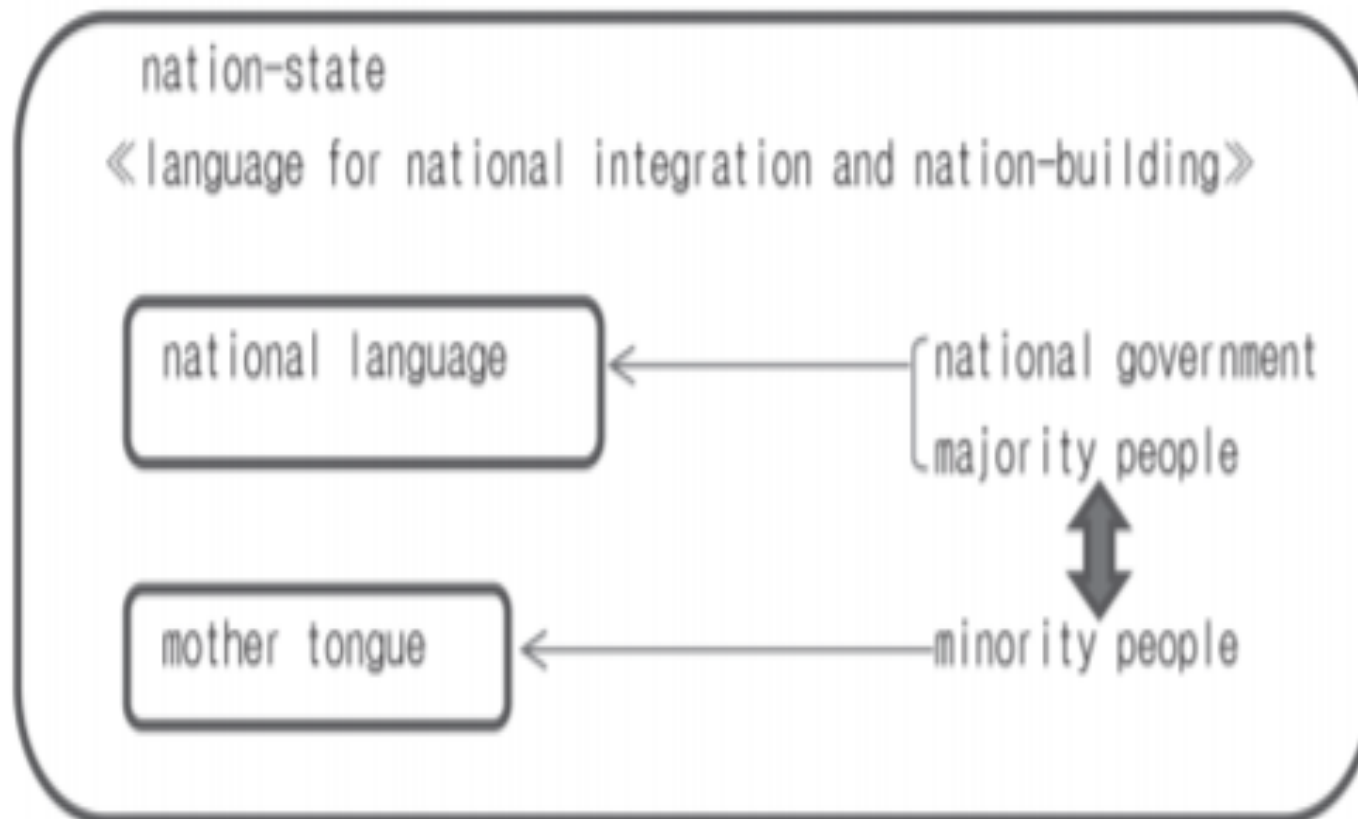 nation-state
≪language for national integration and nation-building≫
national language
national government
majority people
mother tongue
minority people